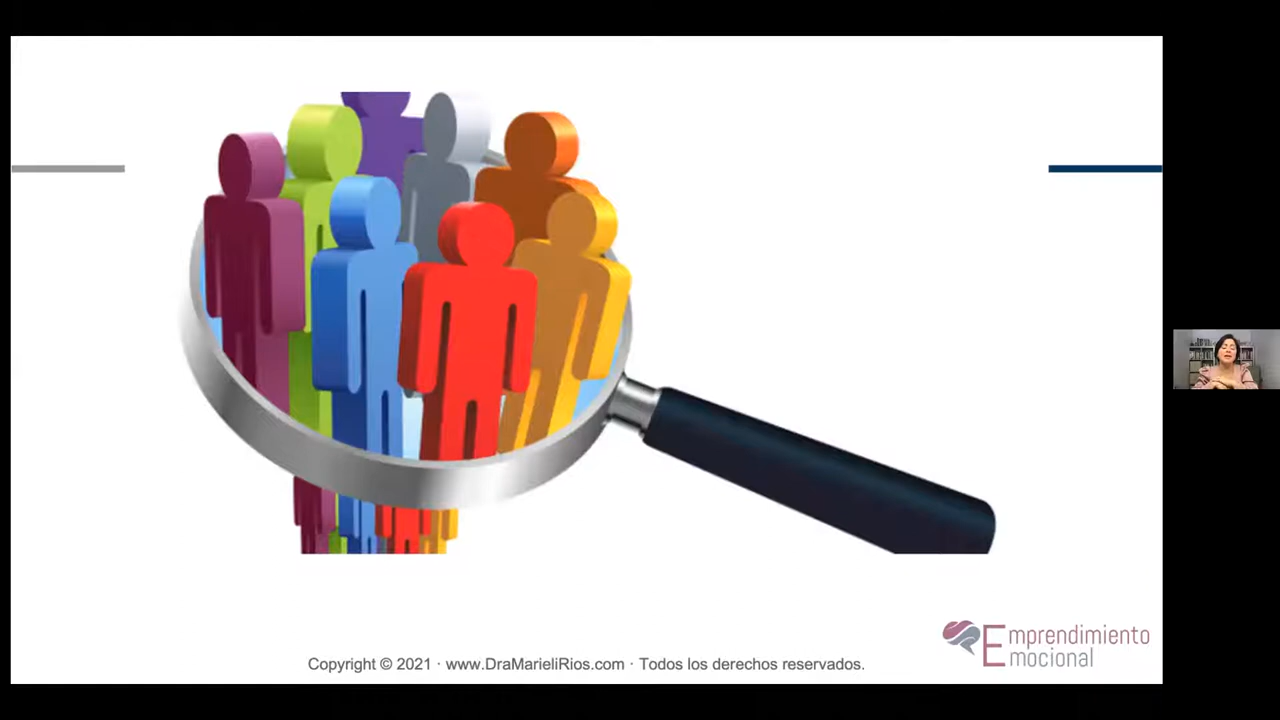 Copyright © 2021 · www.DraMarieliRios.com · Todos los derechos reservados.
Emprendimiento
Emocional